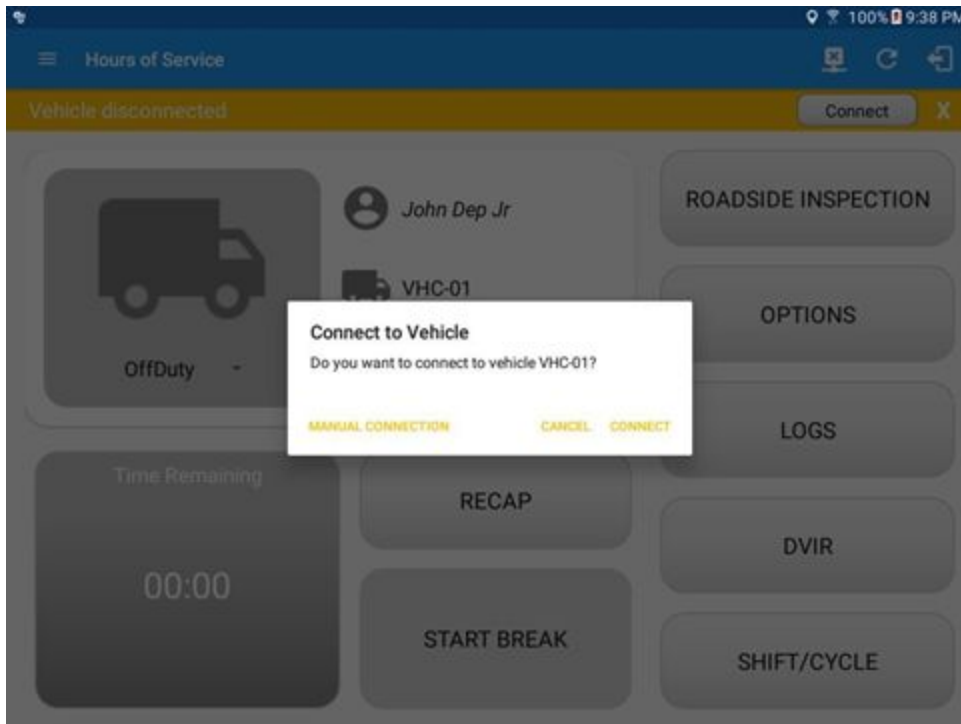 100% 9:38 PM
Hours of Service
Vehicle disconnected
Connect
X
John Dep Jr
VHC-01
OffDuty
ROADSIDE INSPECTION
OPTIONS
LOGS
DVIR
SHIFT/CYCLE
Connect to Vehicle
Do you want to connect to vehicle VHC-01?
MANUAL CONNECTION
CANCEL
CONNECT
Time Remaining
00:00
RECAP
START BREAK